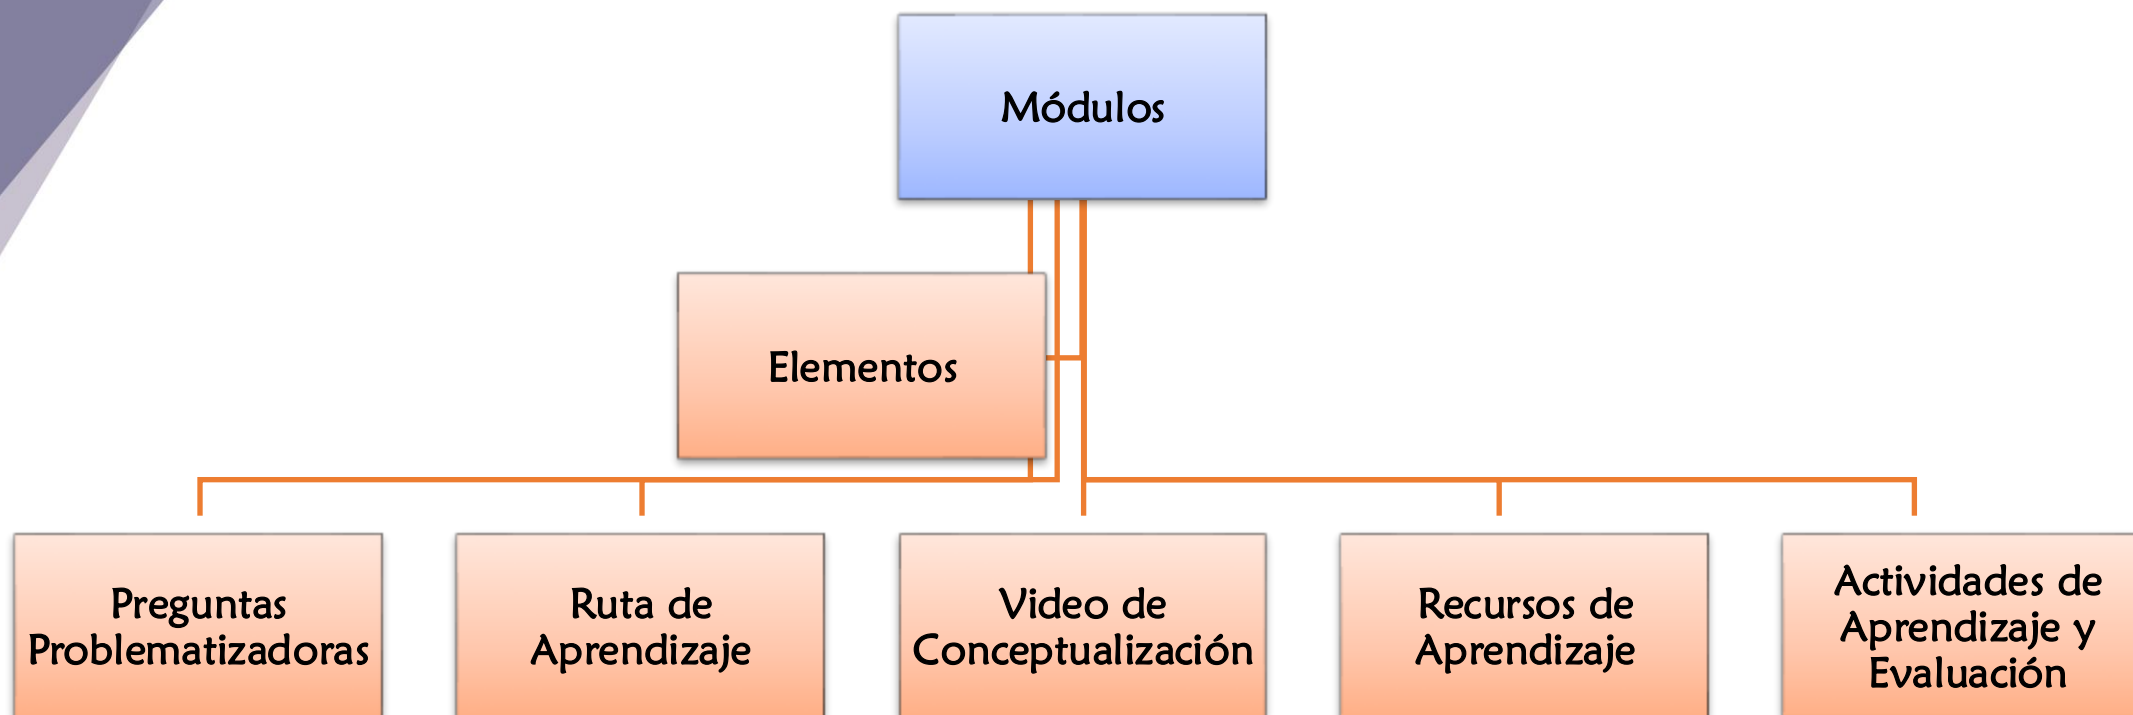 Módulos
Elementos
Preguntas
Problematizadoras
Ruta de
Aprendizaje
Video de
Conceptualización
Recursos de
Aprendizaje
Actividades de
Aprendizaje y
Evaluación